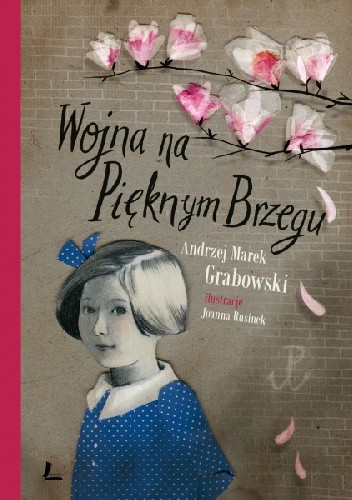 Wojna na
Pięknym Brzegu
Andrzej Marek
Grabowski
ilustracje
Joanna Rusinek